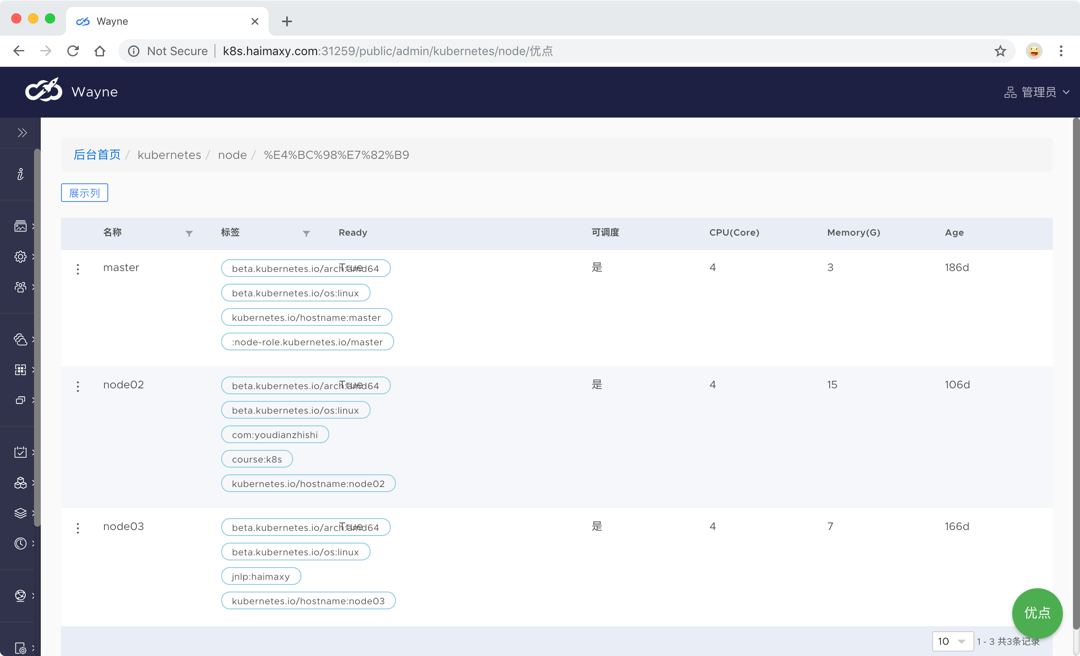 Wayne
Not Secure | k8s.haimaxy.com:31259/public/admin/kubernetes/node/优点
Wayne 管理员
后台首页 / kubernetes / node / %E4%BC%98%E7%82%B9
展示列
名称 标签 Ready 可调度 CPU(Core) Memory(G) Age
master beta.kubernetes.io/arch:amd64 True 是 4 3 186d
beta.kubernetes.io/os:linux
kubernetes.io/hostname:master
:node-role.kubernetes.io/master
node02 beta.kubernetes.io/arch:amd64 True 是 4 15 106d
beta.kubernetes.io/os:linux
com:youdianzhishi
course:k8s
kubernetes.io/hostname:node02
node03 beta.kubernetes.io/arch:amd64 True 是 4 7 166d
beta.kubernetes.io/os:linux
jnlp:haimaxy
kubernetes.io/hostname:node03
优点
10 1 - 3 共3条记录